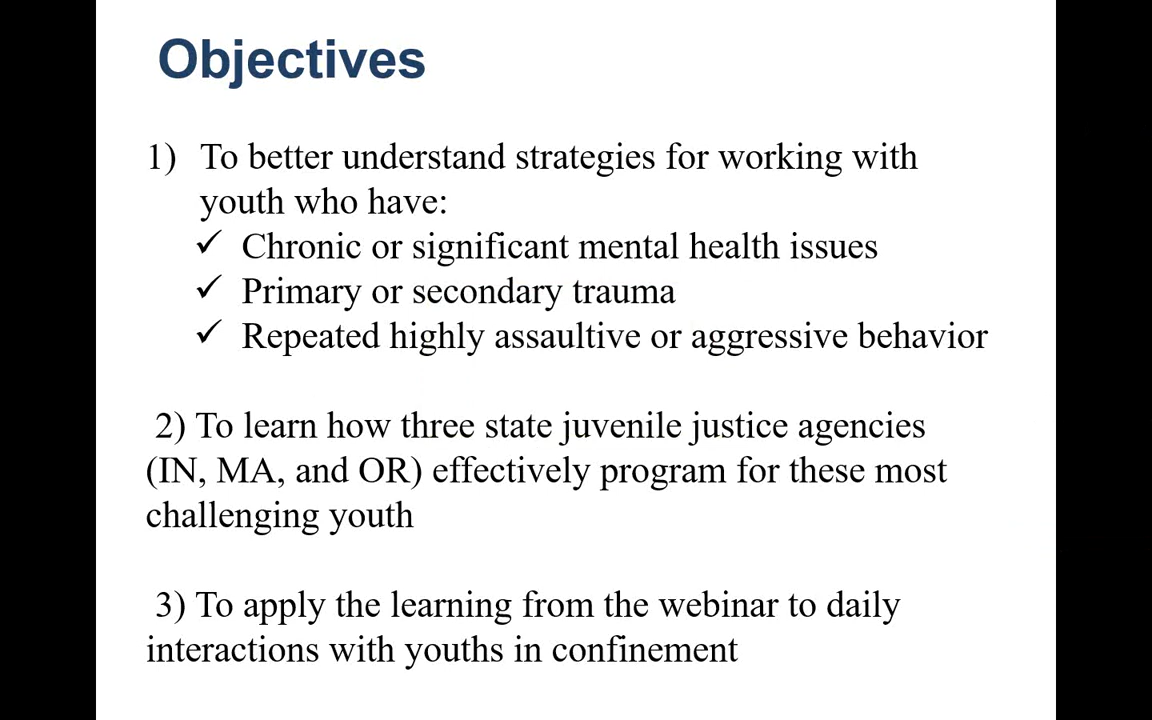 Objectives
1) To better understand strategies for working with
youth who have:
✓ Chronic or significant mental health issues
✓ Primary or secondary trauma
✓ Repeated highly assaultive or aggressive behavior
2) To learn how three state juvenile justice agencies
(IN, MA, and OR) effectively program for these most
challenging youth
3) To apply the learning from the webinar to daily
interactions with youths in confinement